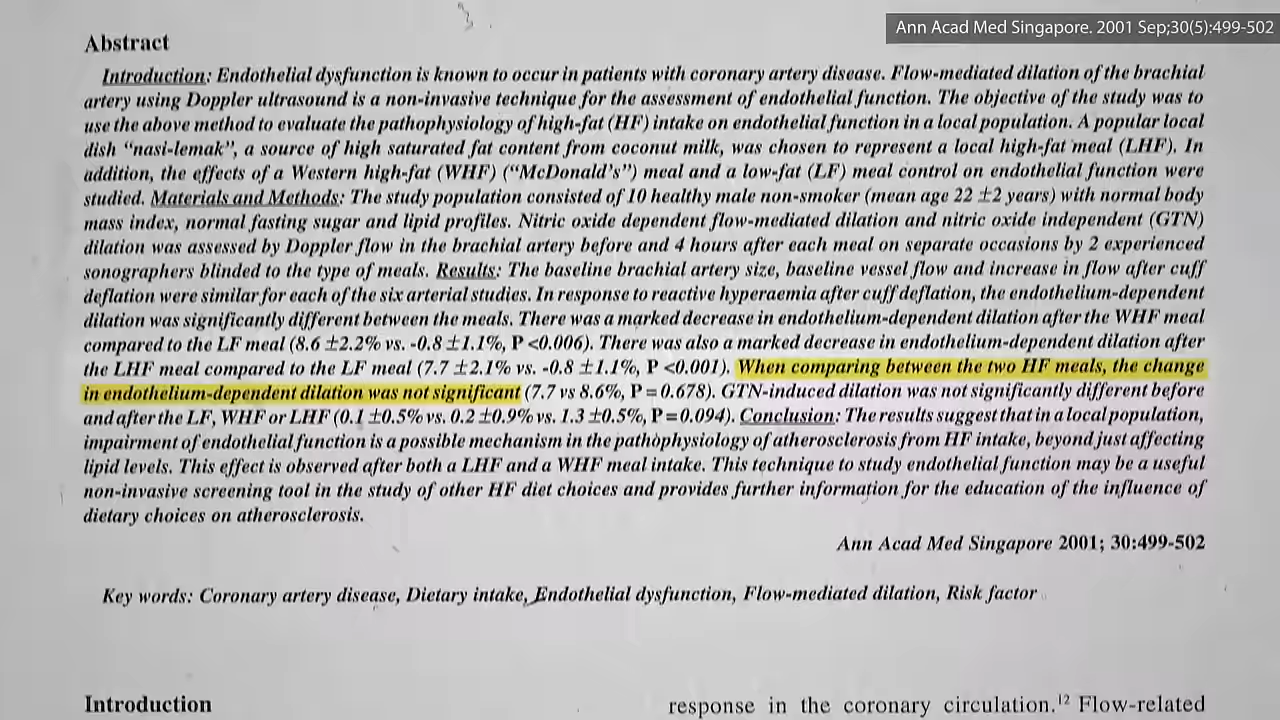 Ann Acad Med Singapore. 2001 Sep;30(5):499-502
Abstract
Introduction: Endothelial dysfunction is known to occur in patients with coronary artery disease. Flow-mediated dilation of the brachial
artery using Doppler ultrasound is a non-invasive technique for the assessment of endothelial function. The objective of the study was to
use the above method to evaluate the pathophysiology of high-fat (HF) intake on endothelial function in a local population. A popular local
dish “nasi-lemak”, a source of high saturated fat content from coconut milk, was chosen to represent a local high-fat meal (LHF). In
addition, the effects of a Western high-fat (WHF) (“McDonald’s”) meal and a low-fat (LF) meal control on endothelial function were
studied. Materials and Methods: The study population consisted of 10 healthy male non-smoker (mean age 22 ±2 years) with normal body
mass index, normal fasting sugar and lipid profiles. Nitric oxide dependent flow-mediated dilation and nitric oxide independent (GTN)
dilation was assessed by Doppler flow in the brachial artery before and 4 hours after each meal on separate occasions by 2 experienced
sonographers blinded to the type of meals. Results: The baseline brachial artery size, baseline vessel flow and increase in flow after cuff
deflation were similar for each of the six arterial studies. In response to reactive hyperaemia after cuff deflation, the endothelium-dependent
dilation was significantly different between the meals. There was a marked decrease in endothelium-dependent dilation after the WHF meal
compared to the LF meal (8.6 ±2.2% vs. -0.8 ±1.1%, P <0.006). There was also a marked decrease in endothelium-dependent dilation after
the LHF meal compared to the LF meal (7.7 ±2.1% vs. -0.8 ±1.1%, P <0.001). When comparing between the two HF meals, the change
in endothelium-dependent dilation was not significant (7.7 vs 8.6%, P = 0.678). GTN-induced dilation was not significantly different before
and after the LF, WHF or LHF (0.1 ±0.5% vs. 0.2 ±0.9% vs. 1.3 ±0.5%, P = 0.094). Conclusion: The results suggest that in a local population,
impairment of endothelial function is a possible mechanism in the pathophysiology of atherosclerosis from HF intake, beyond just affecting
lipid levels. This effect is observed after both a LHF and a WHF meal intake. This technique to study endothelial function may be a useful
non-invasive screening tool in the study of other HF diet choices and provides further information for the education of the influence of
dietary choices on atherosclerosis.
Ann Acad Med Singapore 2001; 30:499-502
Key words: Coronary artery disease, Dietary intake, Endothelial dysfunction, Flow-mediated dilation, Risk factor
Introduction
response in the coronary circulation.¹² Flow-related